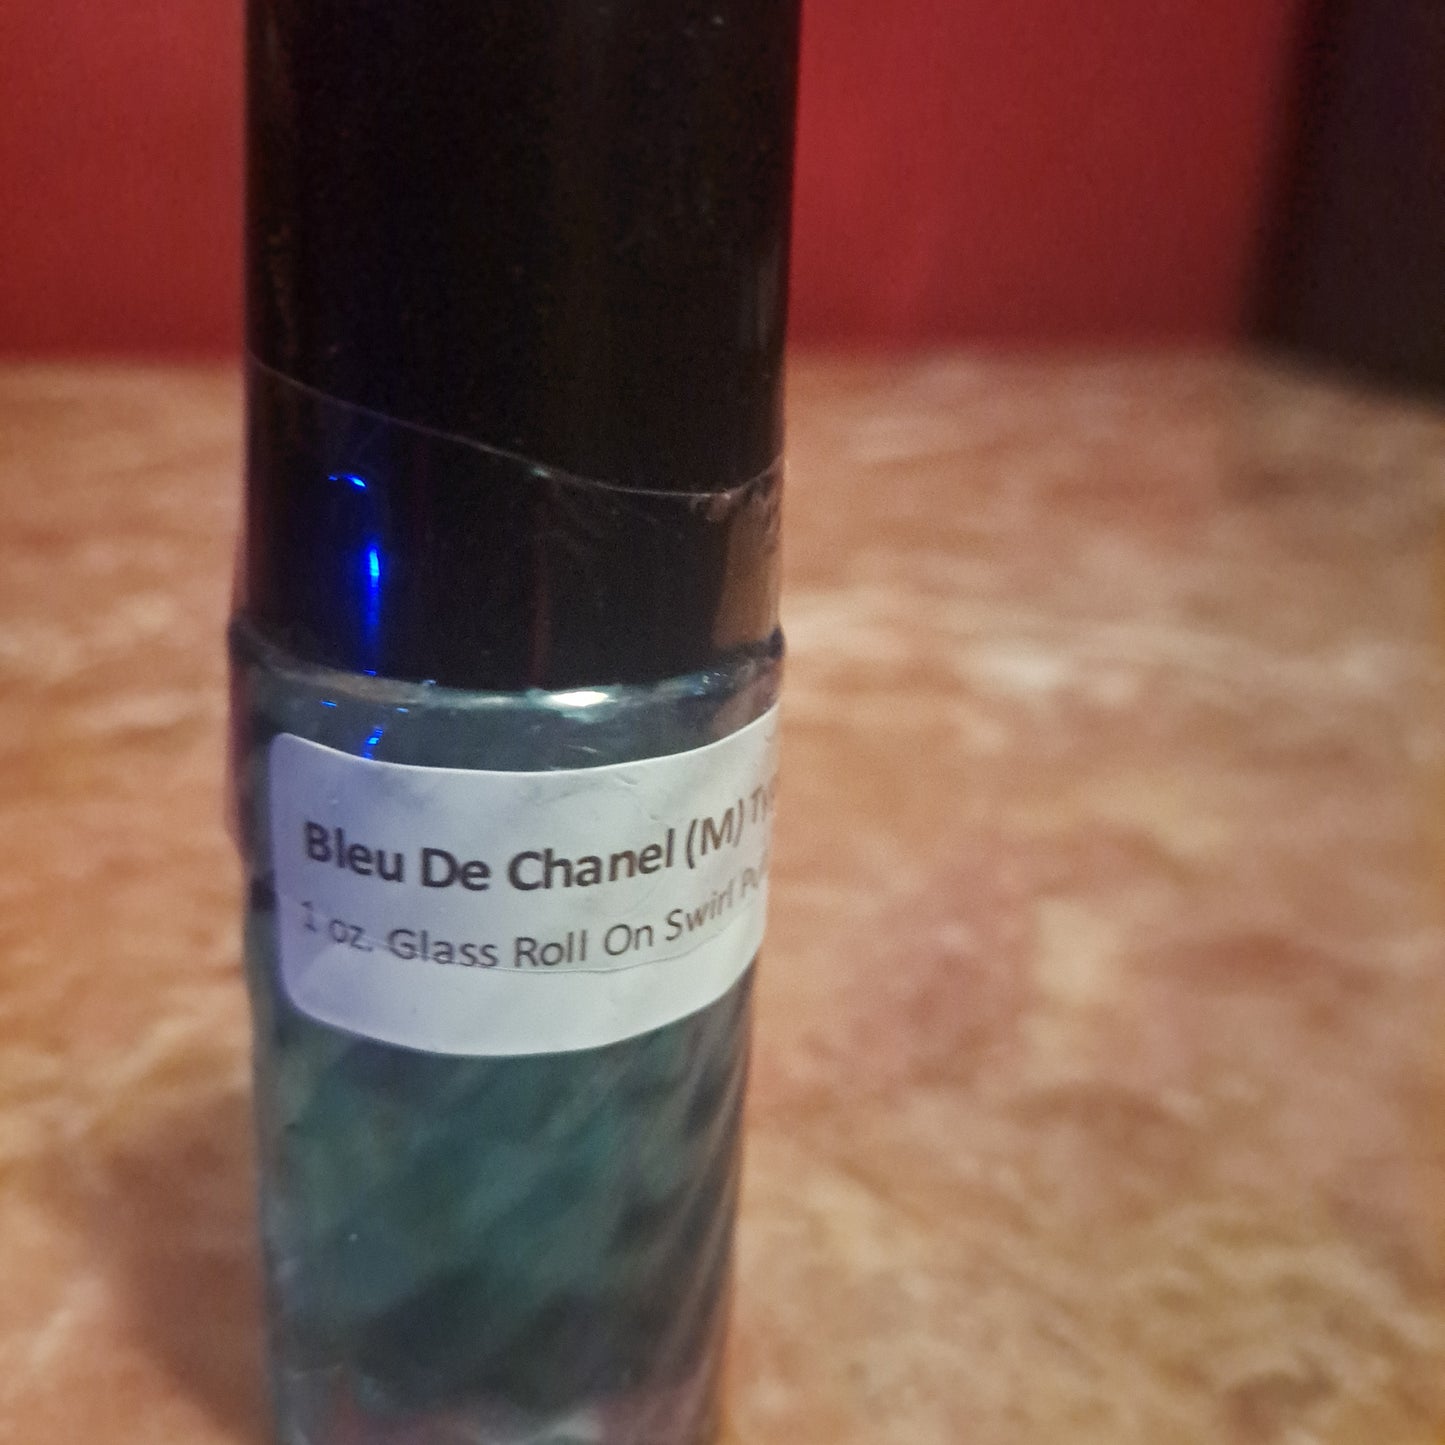 Bleu De Chanel (M)
1 oz. Glass Roll On Swirl